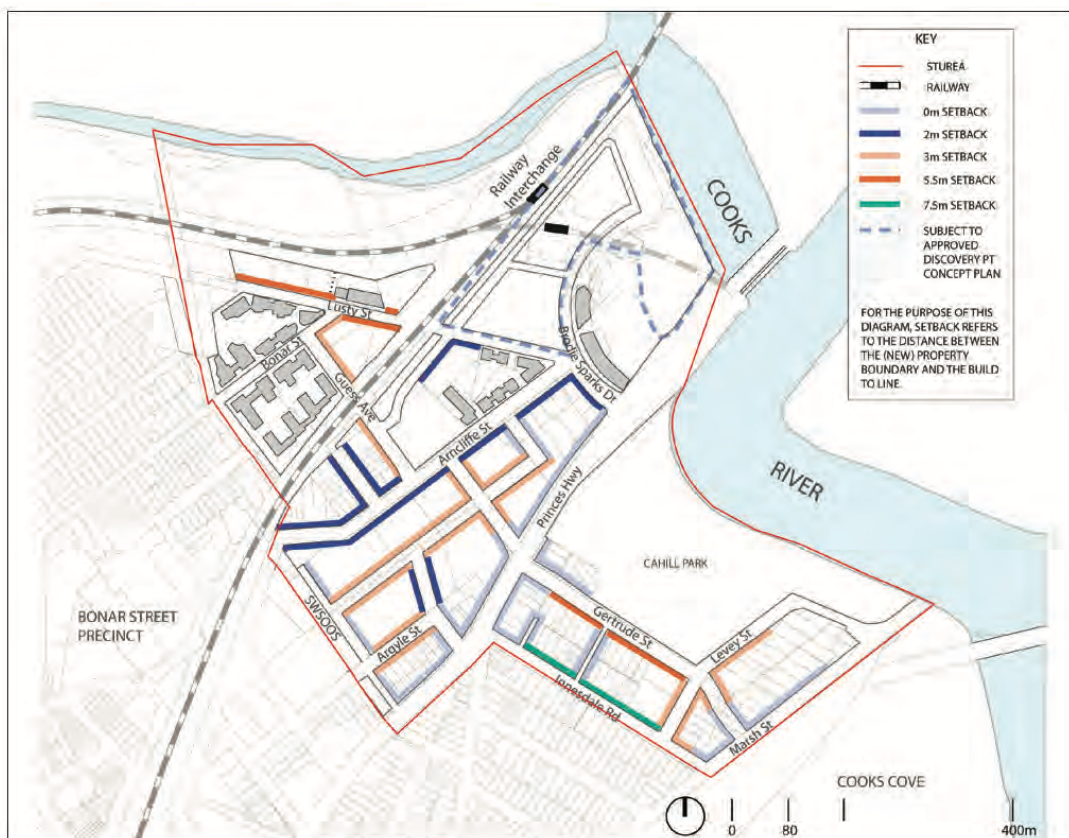 KEY
STUREA
RAILWAY
0m SETBACK
2m SETBACK
3m SETBACK
5.5m SETBACK
7.5m SETBACK
SUBJECT TO
APPROVED
DISCOVERY PT
CONCEPT PLAN
FOR THE PURPOSE OF THIS
DIAGRAM, SETBACK REFERS
TO THE DISTANCE BETWEEN
THE (NEW) PROPERTY
BOUNDARY AND THE BUILD
TO LINE.
Railway
Interchange
COOKS
RIVER
Lusty St
Bonar St
Guess Ave
Brodie Sparks Dr
Arncliffe St
Princes Hwy
CAHILL PARK
BONAR STREET
PRECINCT
SWSOOS
Argyle St
Gertrude St
Levey St
Innesdale Rd
Marsh St
COOKS COVE
0
80
400m